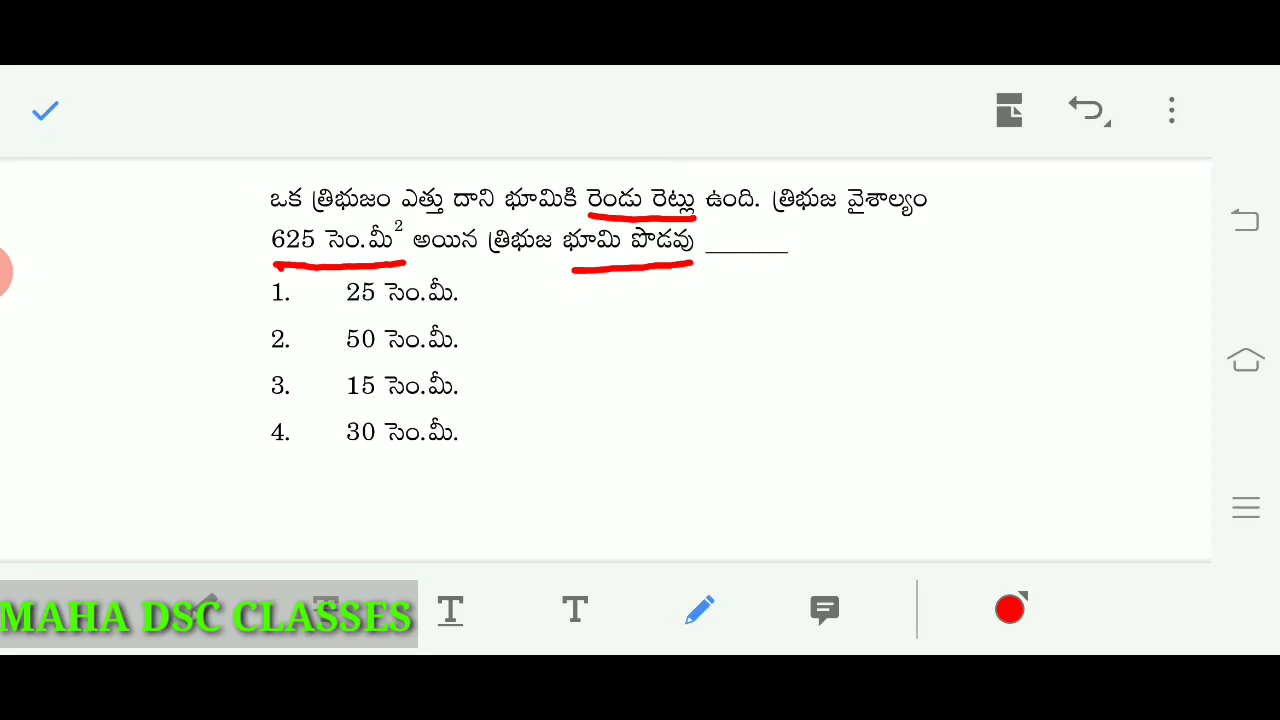 ఒక త్రిభుజం ఎత్తు దాని భూమికి రెండు రెట్లు ఉంది. త్రిభుజ వైశాల్యం
625 సెం.మీ² అయిన త్రిభుజ భూమి పొడవు ______
1. 25 సెం.మీ.
2. 50 సెం.మీ.
3. 15 సెం.మీ.
4. 30 సెం.మీ.
MAHA DSC CLASSES